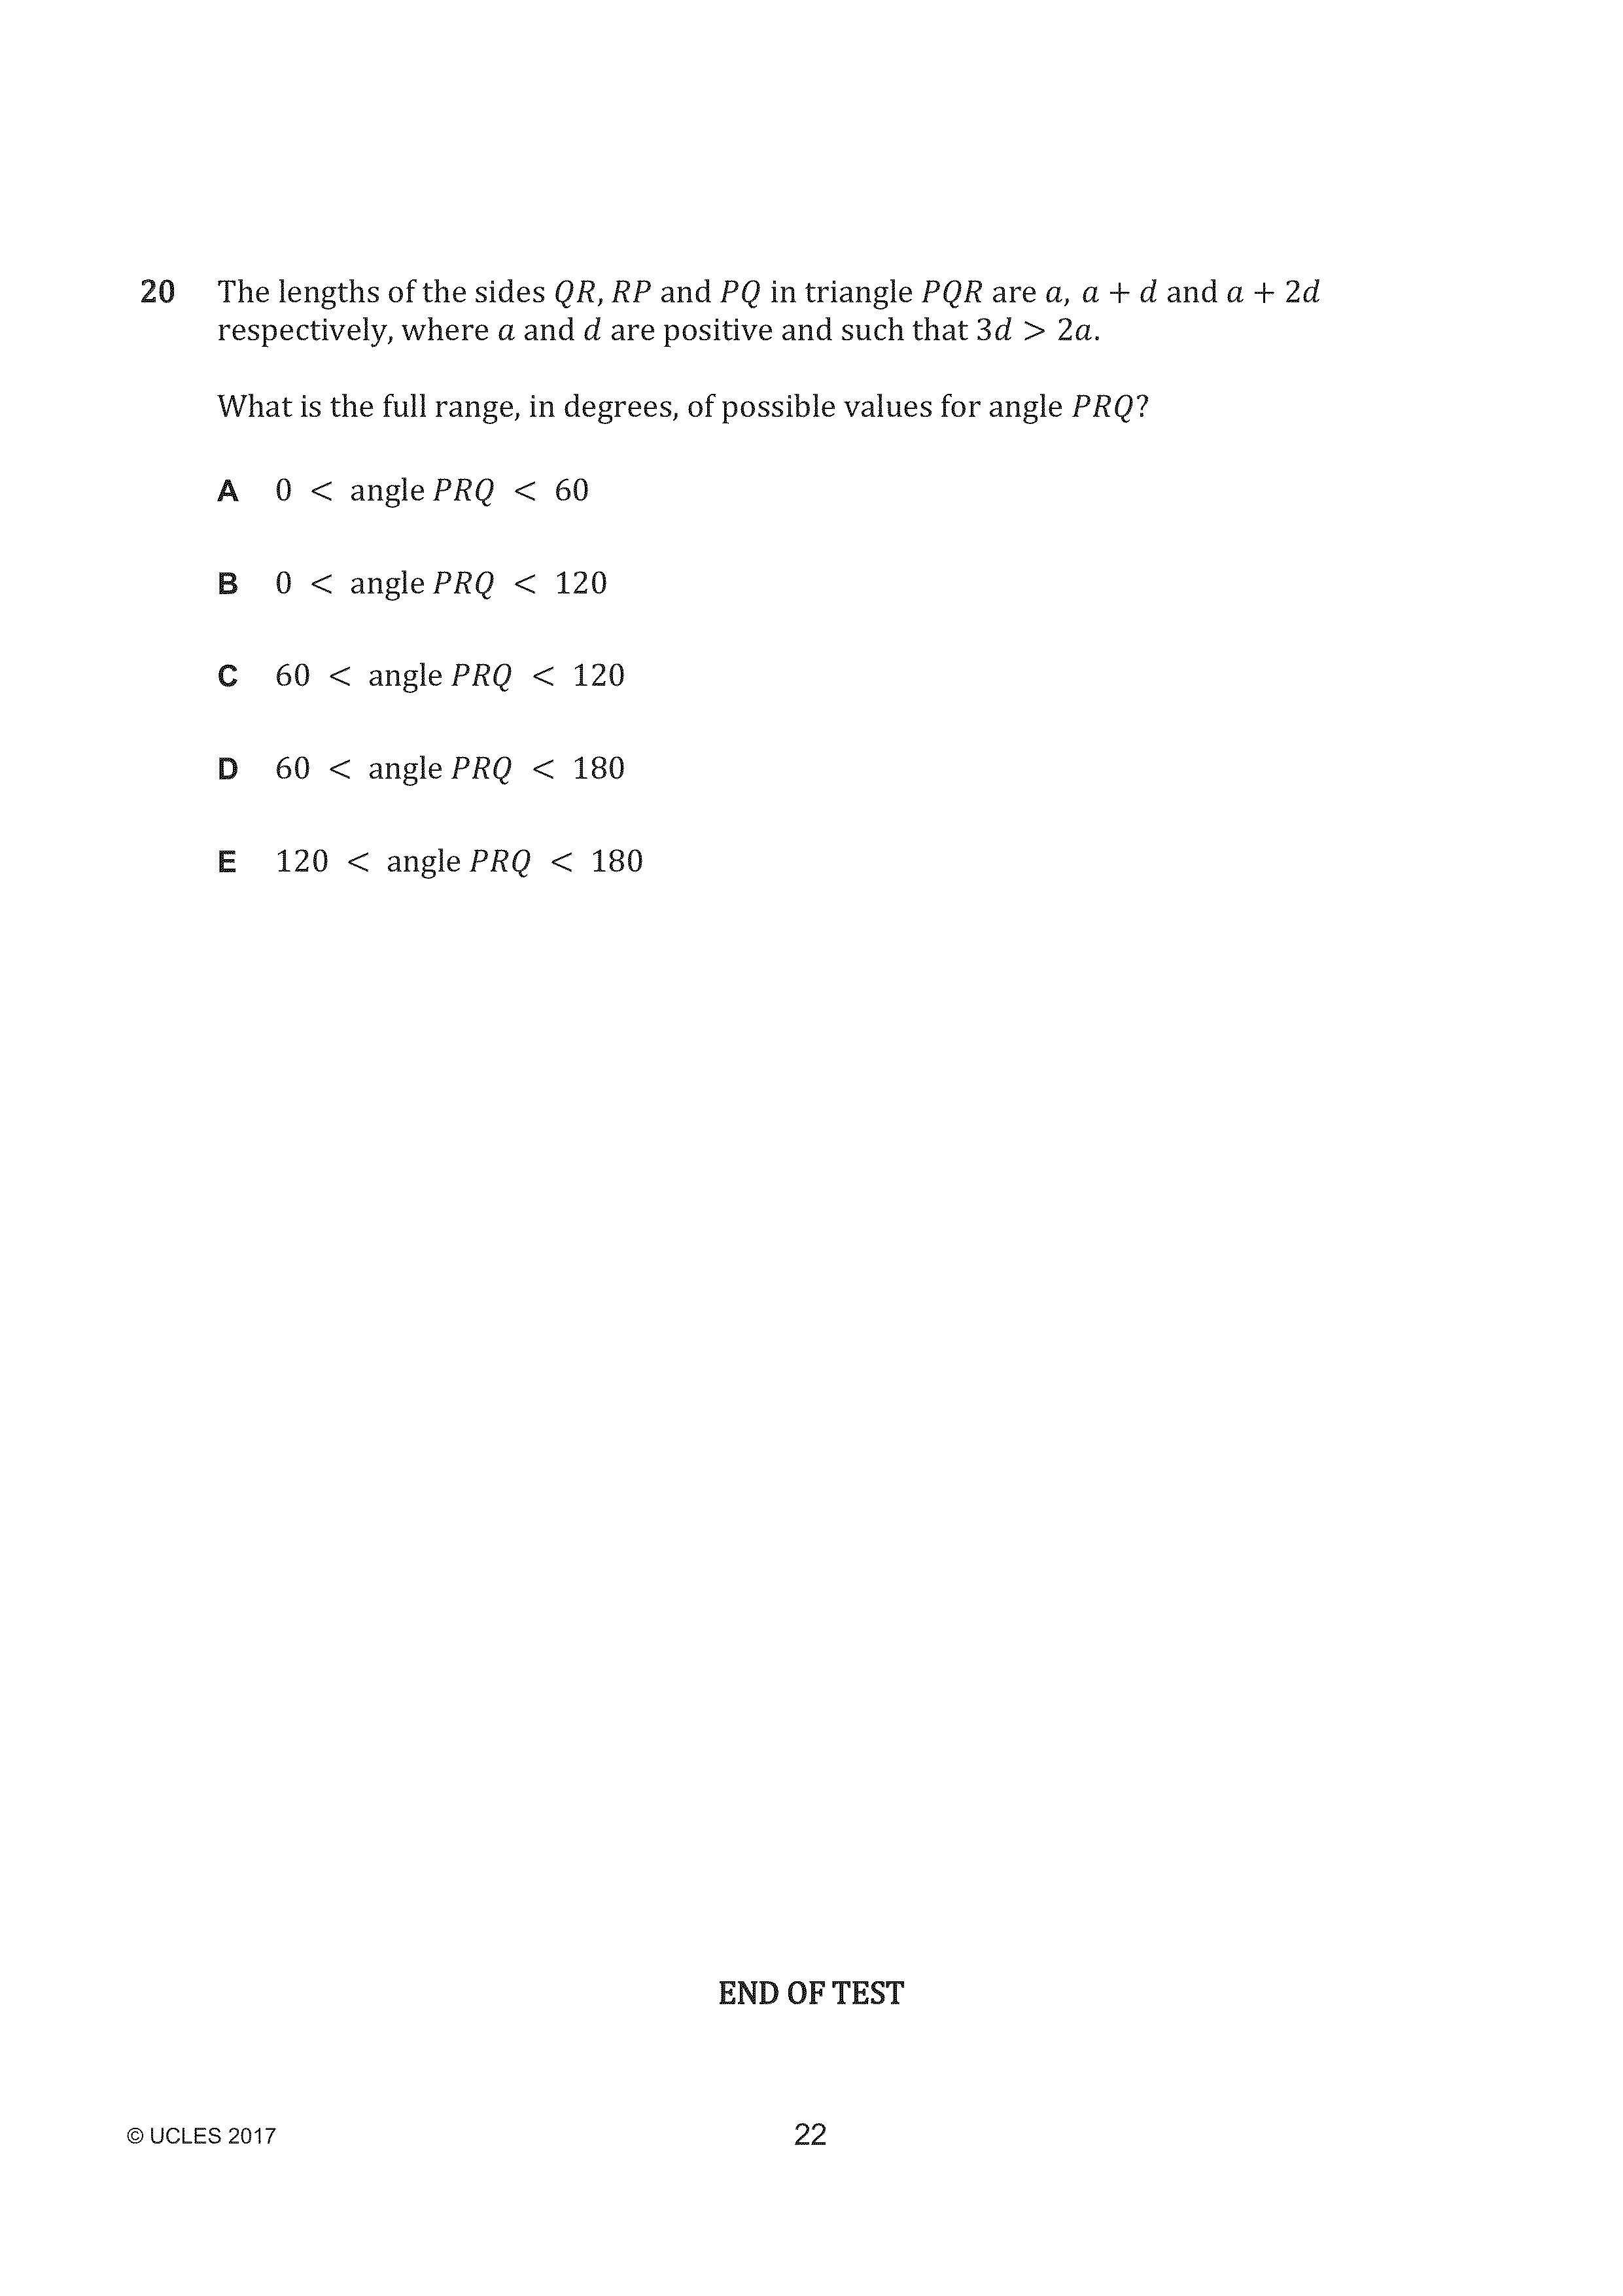 20 The lengths of the sides QR, RP and PQ in triangle PQR are a, a + d and a + 2d
respectively, where a and d are positive and such that 3d > 2a.
What is the full range, in degrees, of possible values for angle PRQ?
A 0 < angle PRQ < 60
B 0 < angle PRQ < 120
C 60 < angle PRQ < 120
D 60 < angle PRQ < 180
E 120 < angle PRQ < 180
END OF TEST
© UCLES 2017 22